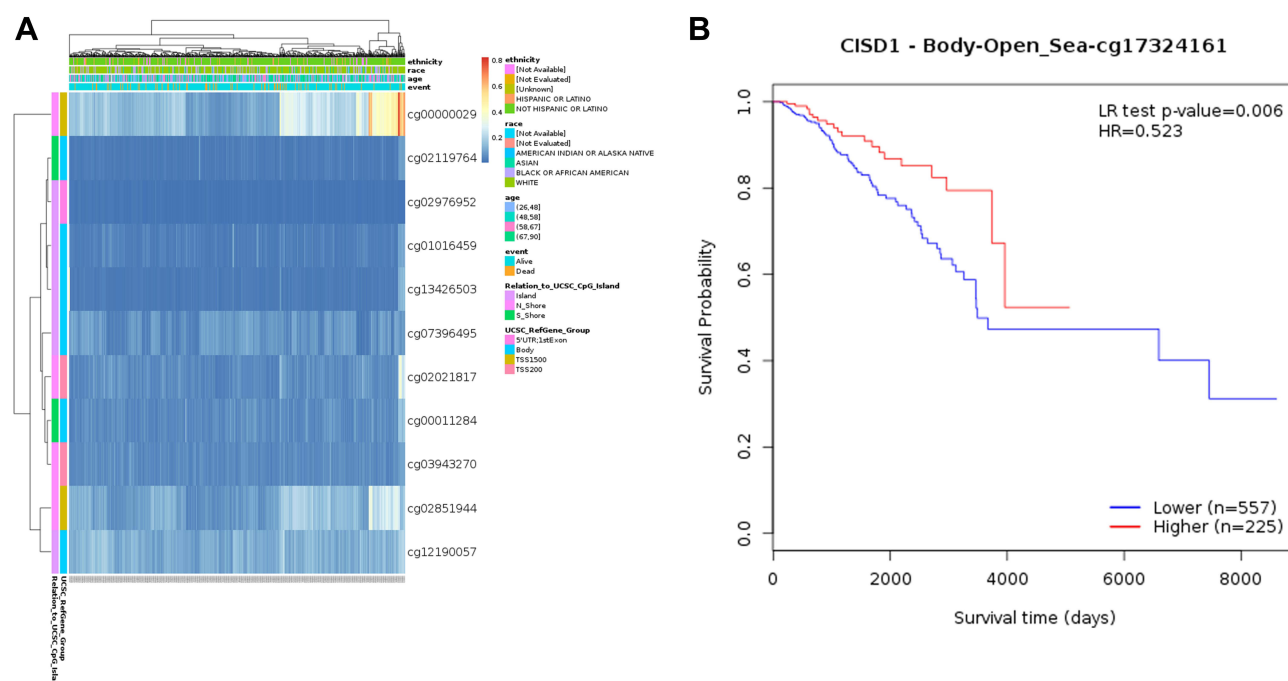 A
ethnicity
race
age
event
cg00000029
cg02119764
cg02976952
cg01016459
cg13426503
cg07396495
cg02021817
cg00011284
cg03943270
cg02851944
cg12190057
UCSC_RefGene_Group
Relation_to_UCSC_CpG_Isla
0.8
0.6
0.4
0.2
ethnicity
[Not Available]
[Not Evaluated]
[Unknown]
HISPANIC OR LATINO
NOT HISPANIC OR LATINO
race
[Not Available]
[Not Evaluated]
AMERICAN INDIAN OR ALASKA NATIVE
ASIAN
BLACK OR AFRICAN AMERICAN
WHITE
age
(26,48]
(48,58]
(58,67]
(67,90]
event
Alive
Dead
Relation_to_UCSC_CpG_Island
Island
N_Shore
S_Shore
UCSC_RefGene_Group
5'UTR;1stExon
Body
TSS1500
TSS200
B
CISD1 - Body-Open_Sea-cg17324161
LR test p-value=0.006
HR=0.523
Survival Probability
1.0
0.8
0.6
0.4
0.2
0.0
Lower (n=557)
Higher (n=225)
0 2000 4000 6000 8000
Survival time (days)